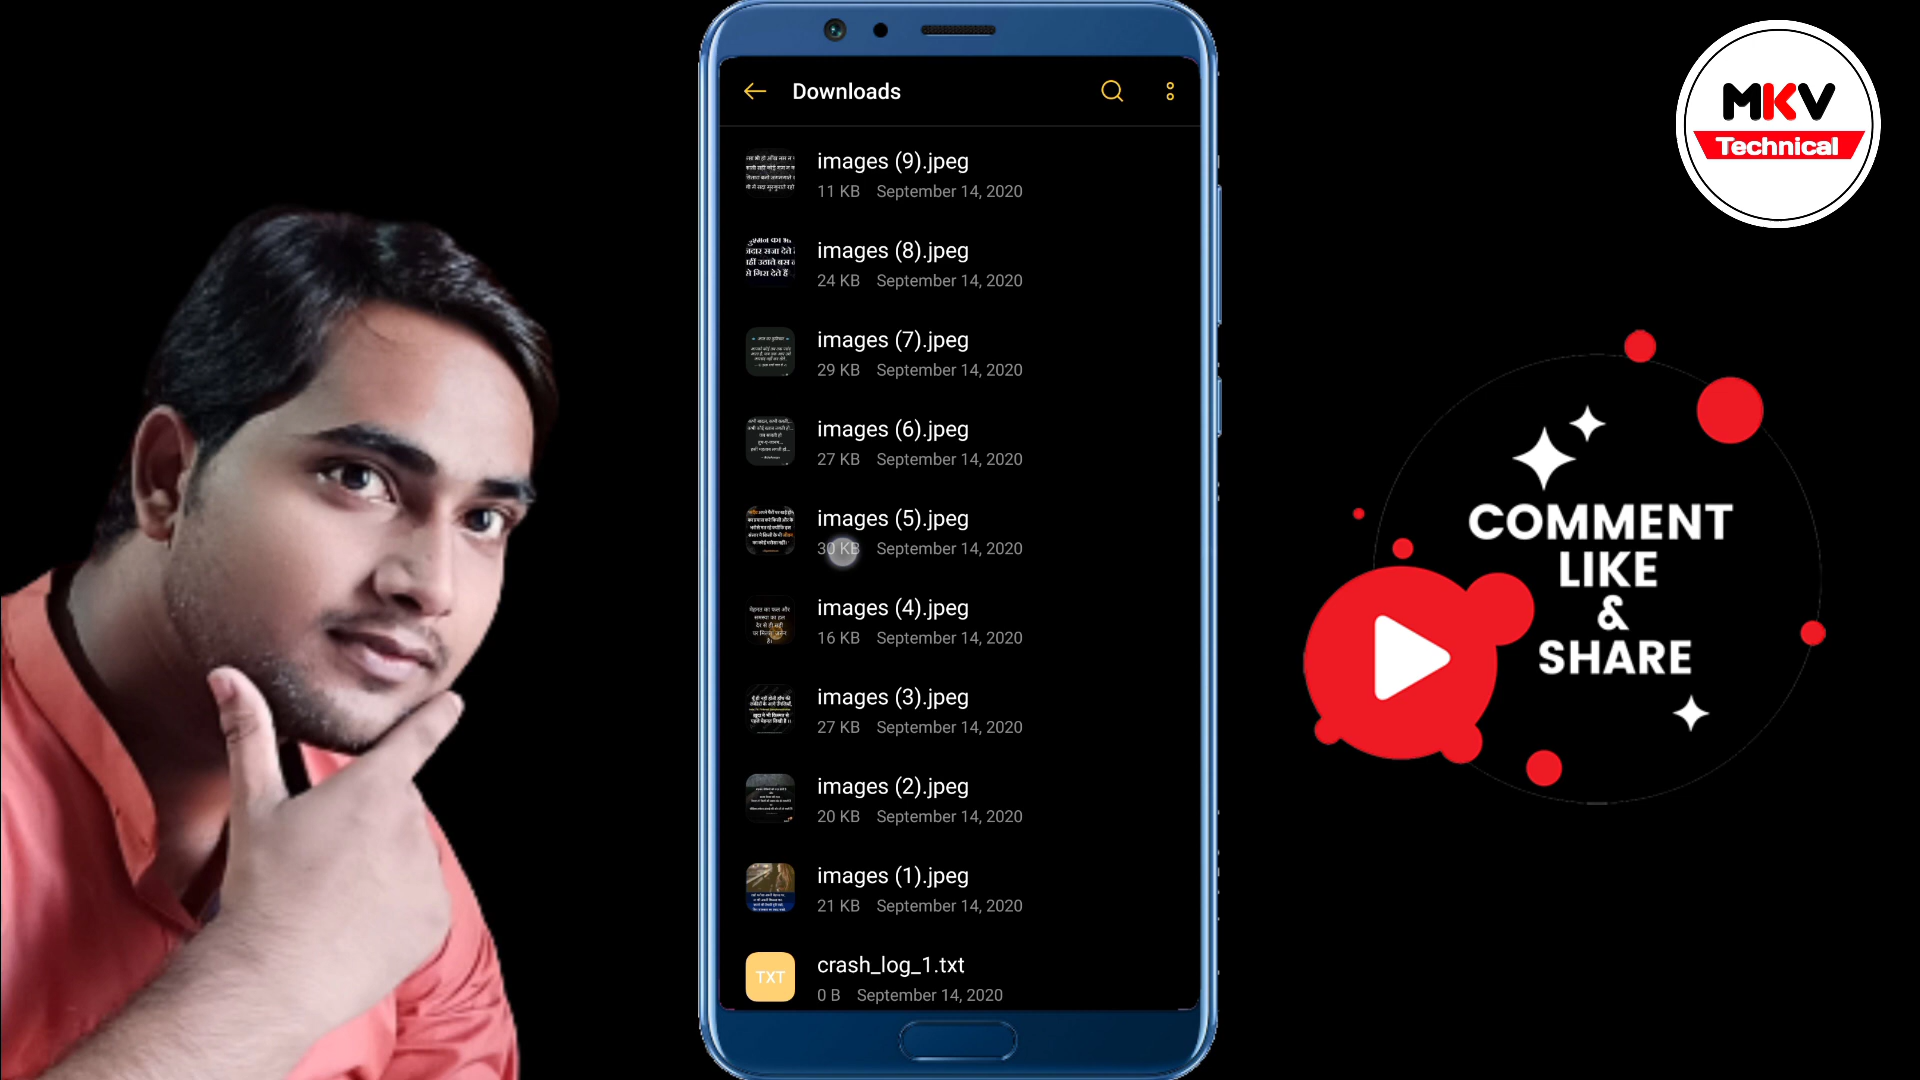 Downloads
images (9).jpeg
11 KB September 14, 2020
images (8).jpeg
24 KB September 14, 2020
images (7).jpeg
29 KB September 14, 2020
images (6).jpeg
27 KB September 14, 2020
images (5).jpeg
30 KB September 14, 2020
images (4).jpeg
16 KB September 14, 2020
images (3).jpeg
27 KB September 14, 2020
images (2).jpeg
20 KB September 14, 2020
images (1).jpeg
21 KB September 14, 2020
TXT
crash_log_1.txt
0 B September 14, 2020
MKV
Technical
COMMENT
LIKE
&
SHARE